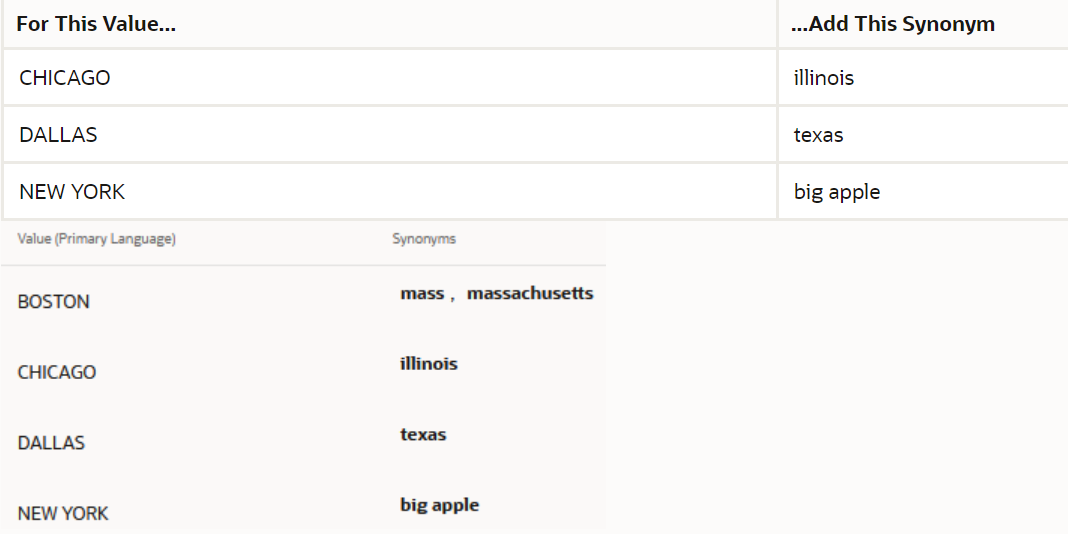 For This Value... ...Add This Synonym
CHICAGO illinois
DALLAS texas
NEW YORK big apple
Value (Primary Language) Synonyms
BOSTON mass , massachusetts
CHICAGO illinois
DALLAS texas
NEW YORK big apple